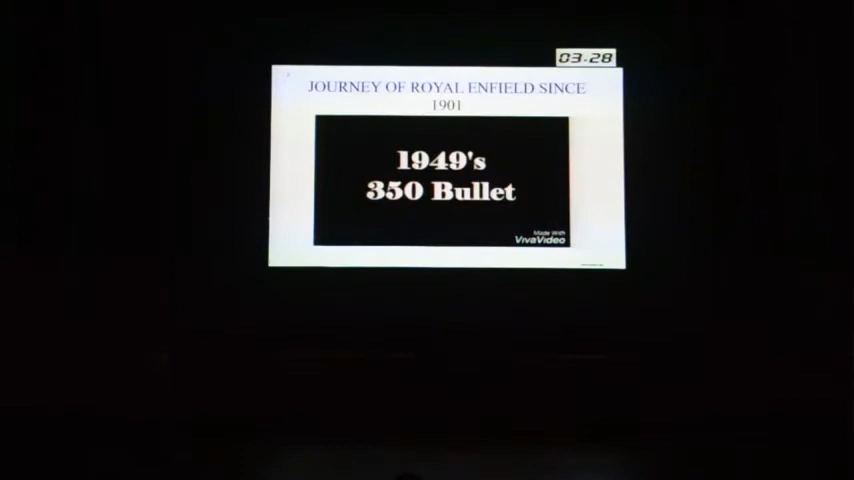 03-28
JOURNEY OF ROYAL ENFIELD SINCE
1901
1949's
350 Bullet
Made With
VivaVideo